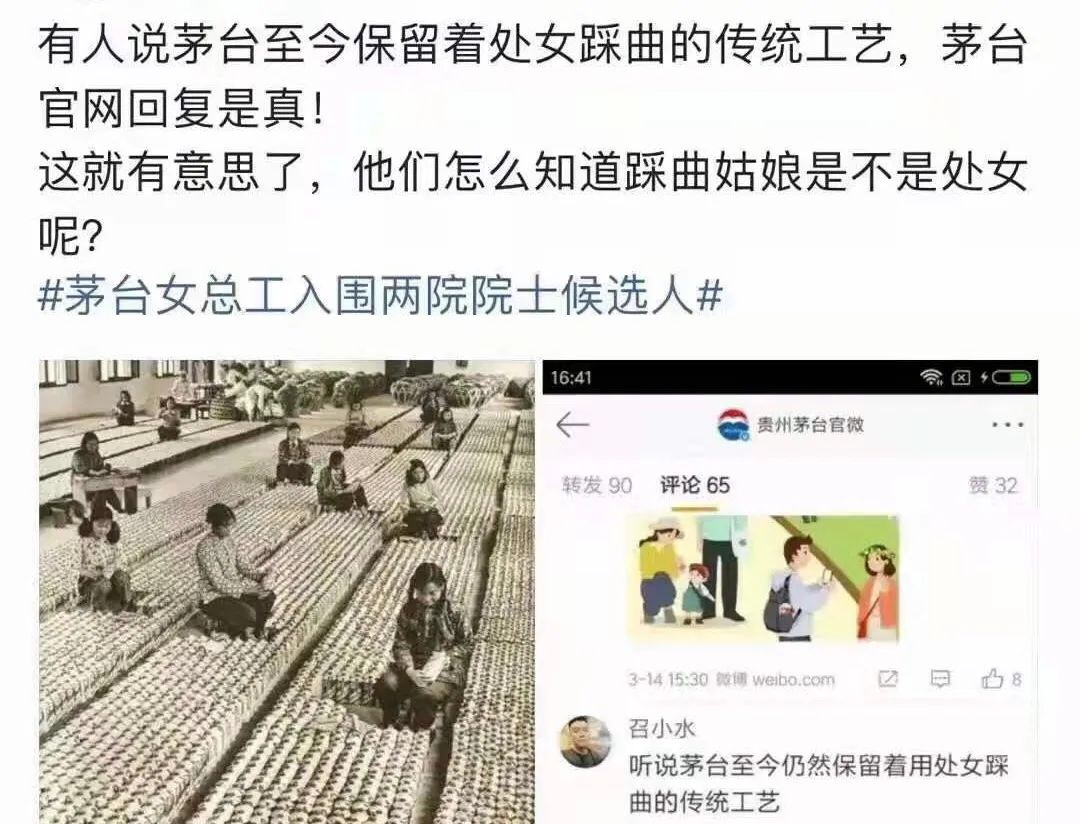 有人说茅台至今保留着处女踩曲的传统工艺，茅台
官网回复是真！
这就有意思了，他们怎么知道踩曲姑娘是不是处女
呢?
#茅台女总工入围两院院士候选人#
16:41
贵州茅台官微
转发 90 评论 65 赞 32
3-14 15:30 微博 weibo.com 8
召小水
听说茅台至今仍然保留着用处女踩
曲的传统工艺